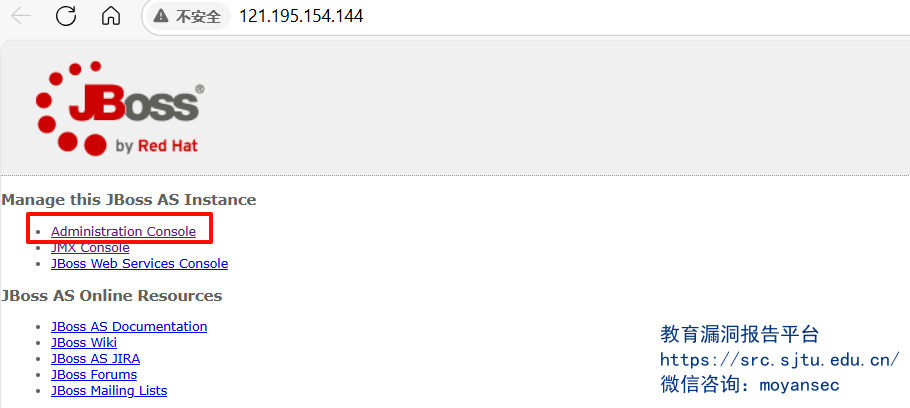 不安全 121.195.154.144
JBoss®
by Red Hat
Manage this JBoss AS Instance
Administration Console
JMX Console
JBoss Web Services Console
JBoss AS Online Resources
JBoss AS Documentation
JBoss Wiki
JBoss AS JIRA
JBoss Forums
JBoss Mailing Lists
教育漏洞报告平台
https://src.sjtu.edu.cn/
微信咨询：moyansec